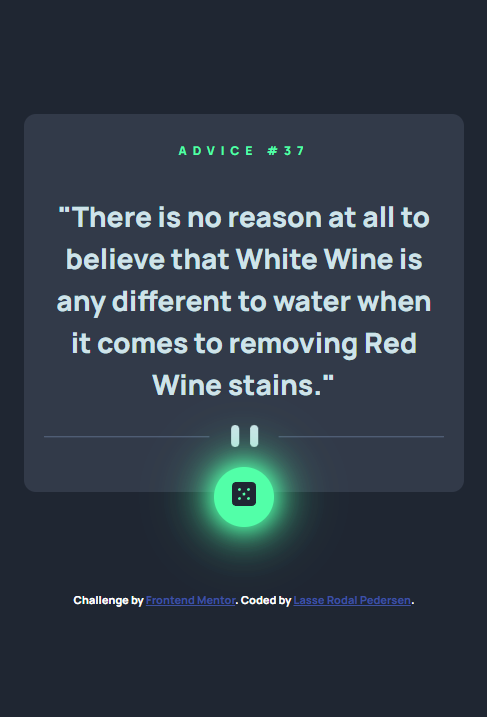 ADVICE #37
"There is no reason at all to
believe that White Wine is
any different to water when
it comes to removing Red
Wine stains."
Challenge by Frontend Mentor. Coded by Lasse Rodal Pedersen.